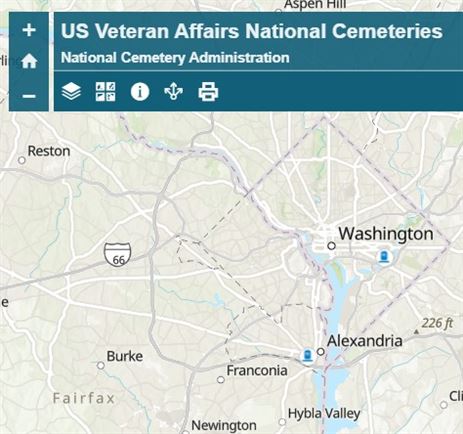 Aspen Hill
+
US Veteran Affairs National Cemeteries
National Cemetery Administration
−
Reston
Washington
66
226 ft
Alexandria
Burke
Franconia
Fairfax
Hybla Valley
Newington